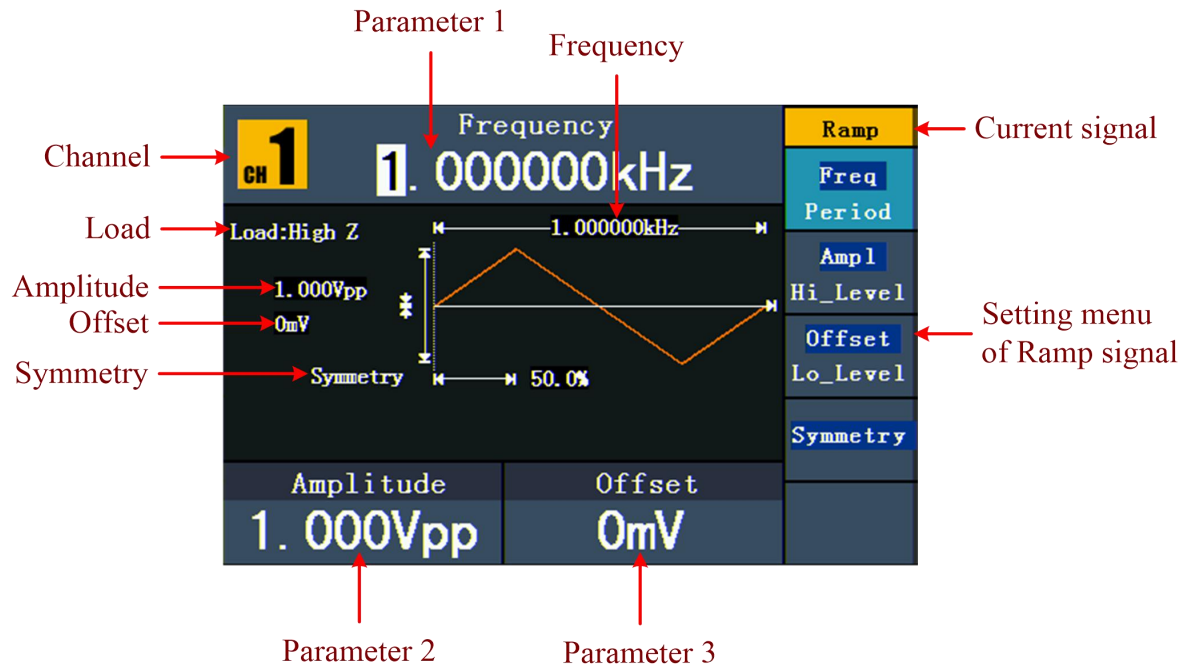 Parameter 1
Frequency
Channel
CH 1
Frequency
1.000000kHz
Ramp
Current signal
Freq
Period
Load
Load:High Z
1.000000kHz
Ampl
Hi_Level
Amplitude
1.000Vpp
Offset
0mV
Offset
Lo_Level
Setting menu
of Ramp signal
Symmetry
Symmetry
50.0%
Symmetry
Amplitude
1.000Vpp
Offset
0mV
Parameter 2
Parameter 3